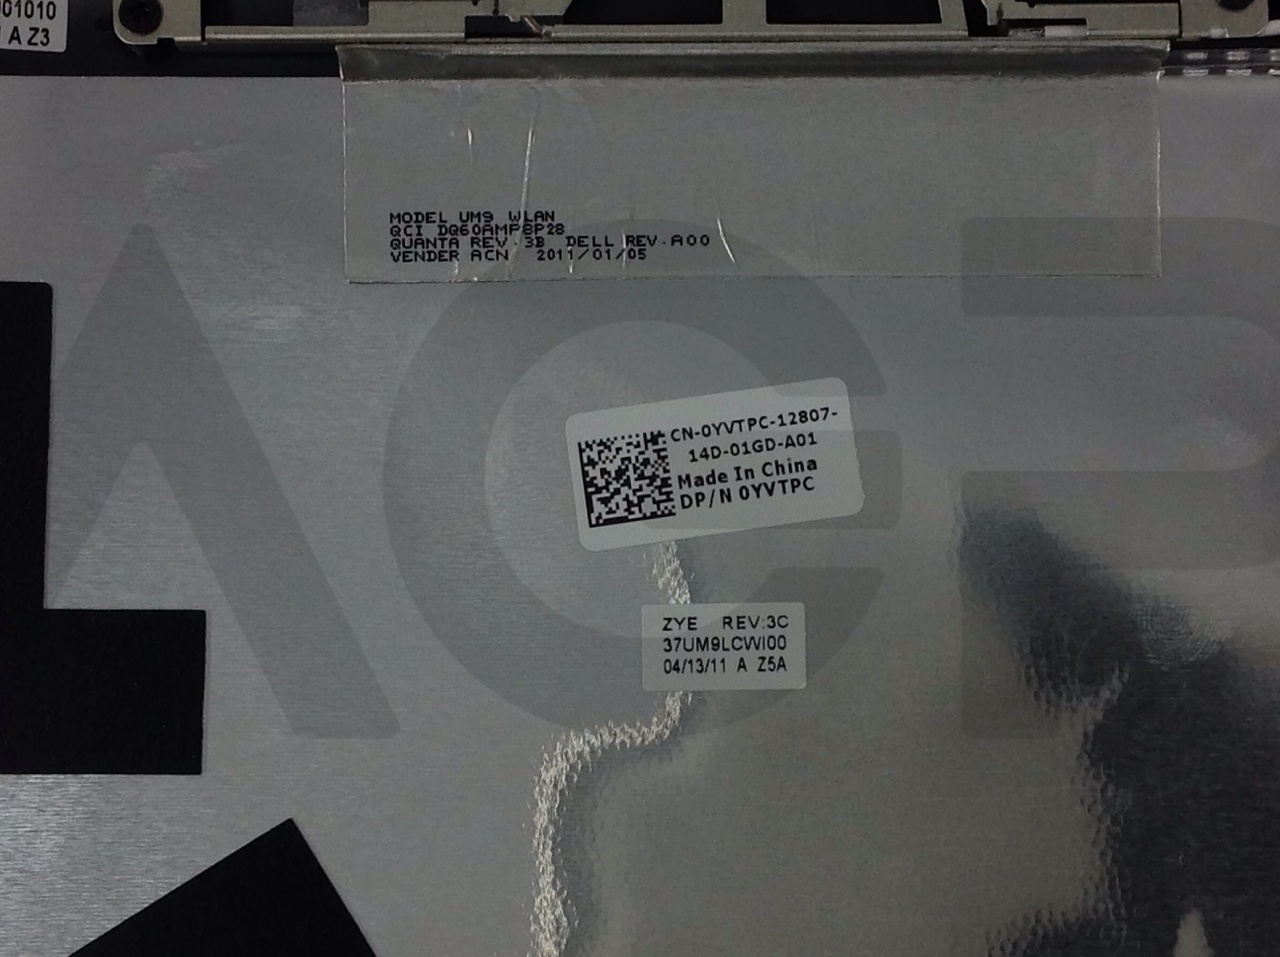 01010
A Z3
MODEL UM9 WLAN
QCI DQ60AMP8P28
QUANTA REV.3B DELL REV.A00
VENDER ACN 2011/01/05
CN-0YVTPC-12807-
14D-01GD-A01
Made In China
DP/N 0YVTPC
ZYE REV:3C
37UM9LCWI00
04/13/11 A Z5A
ACP